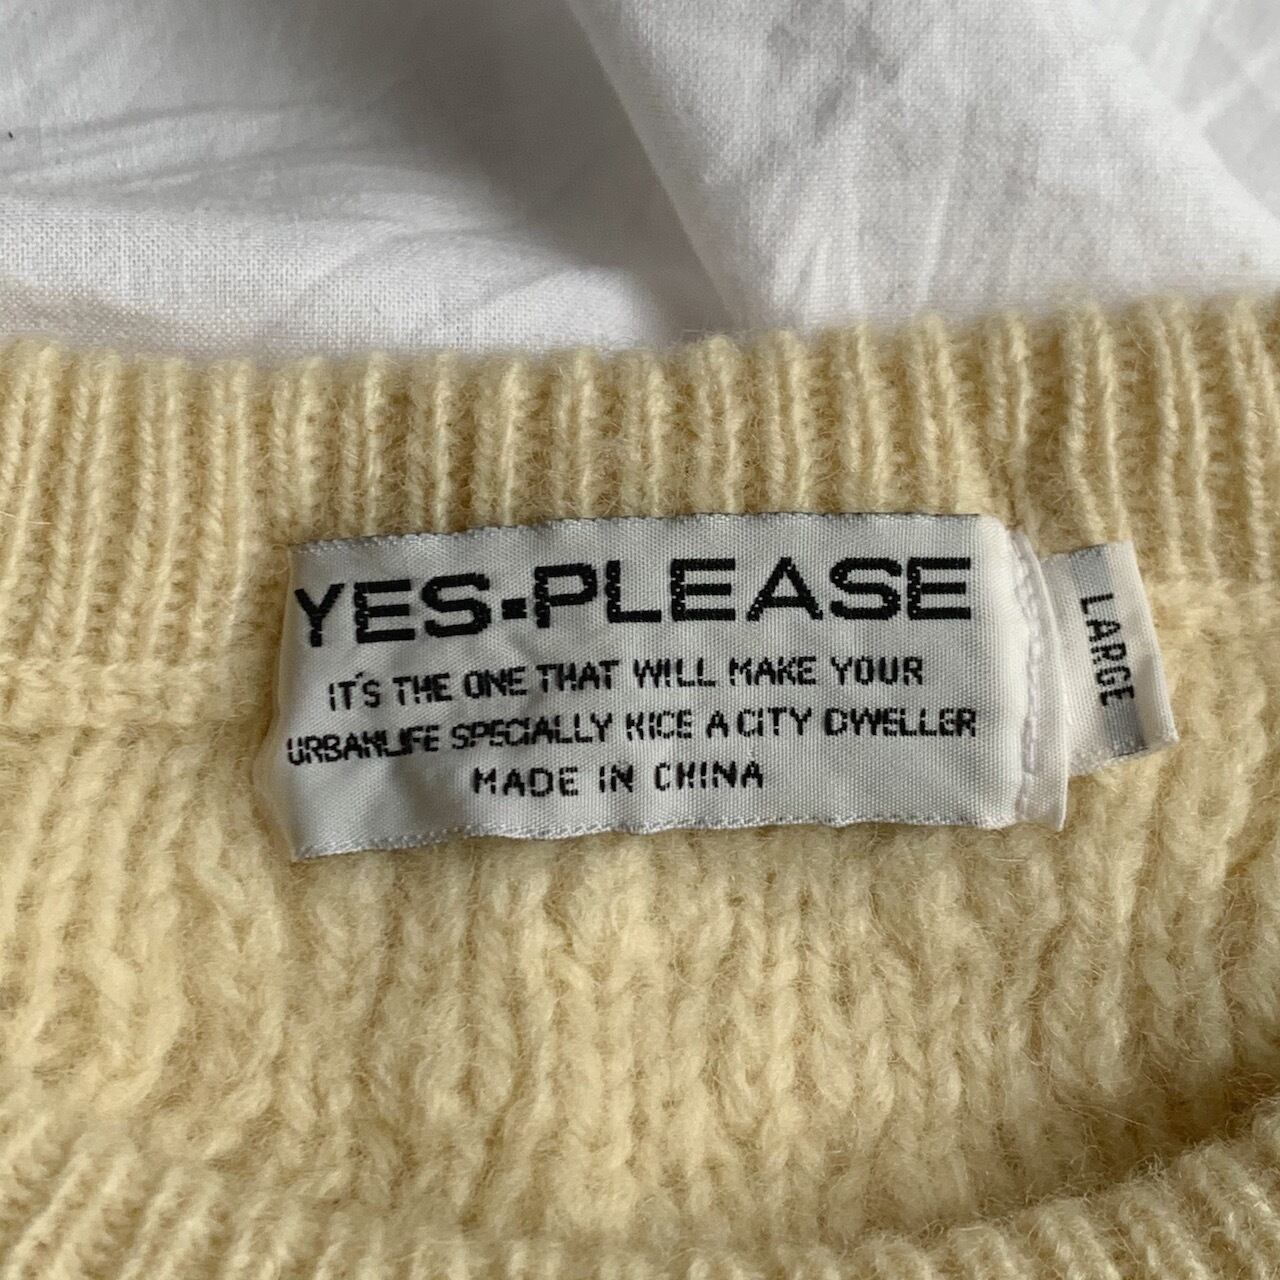 YES-PLEASE
IT'S THE ONE THAT WILL MAKE YOUR
URBANLIFE SPECIALLY NICE A CITY DWELLER
MADE IN CHINA
LARGE